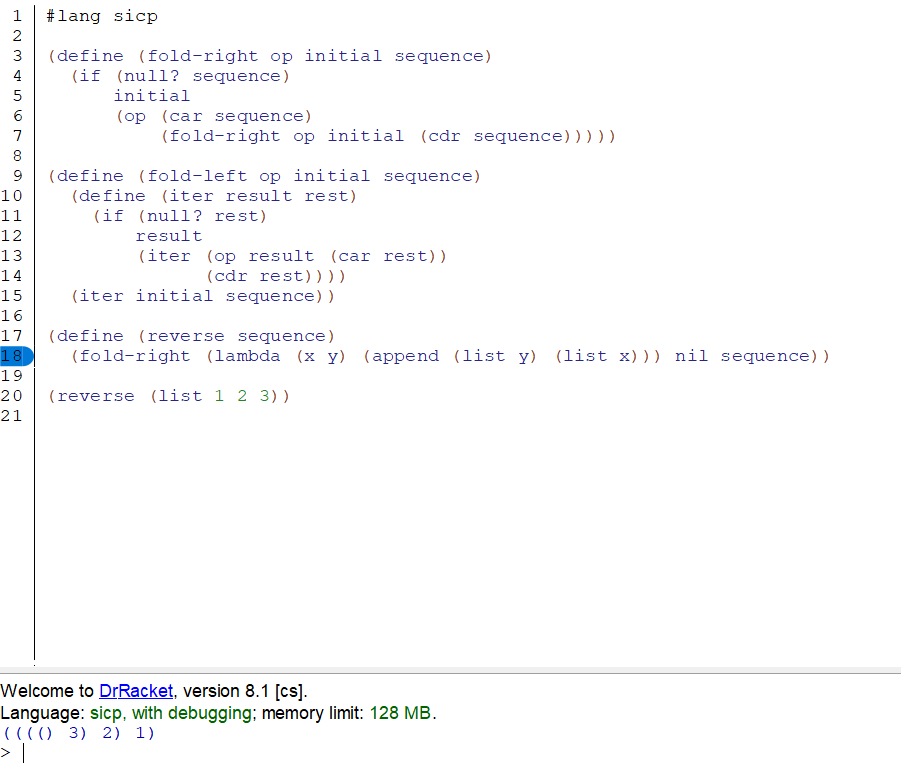 1 #lang sicp
2
3 (define (fold-right op initial sequence)
4   (if (null? sequence)
5       initial
6       (op (car sequence)
7           (fold-right op initial (cdr sequence)))))
8
9 (define (fold-left op initial sequence)
10   (define (iter result rest)
11     (if (null? rest)
12         result
13         (iter (op result (car rest))
14               (cdr rest))))
15   (iter initial sequence))
16
17 (define (reverse sequence)
18   (fold-right (lambda (x y) (append (list y) (list x))) nil sequence))
19
20 (reverse (list 1 2 3))
21
Welcome to DrRacket, version 8.1 [cs].
Language: sicp, with debugging; memory limit: 128 MB.
(((() 3) 2) 1)
>